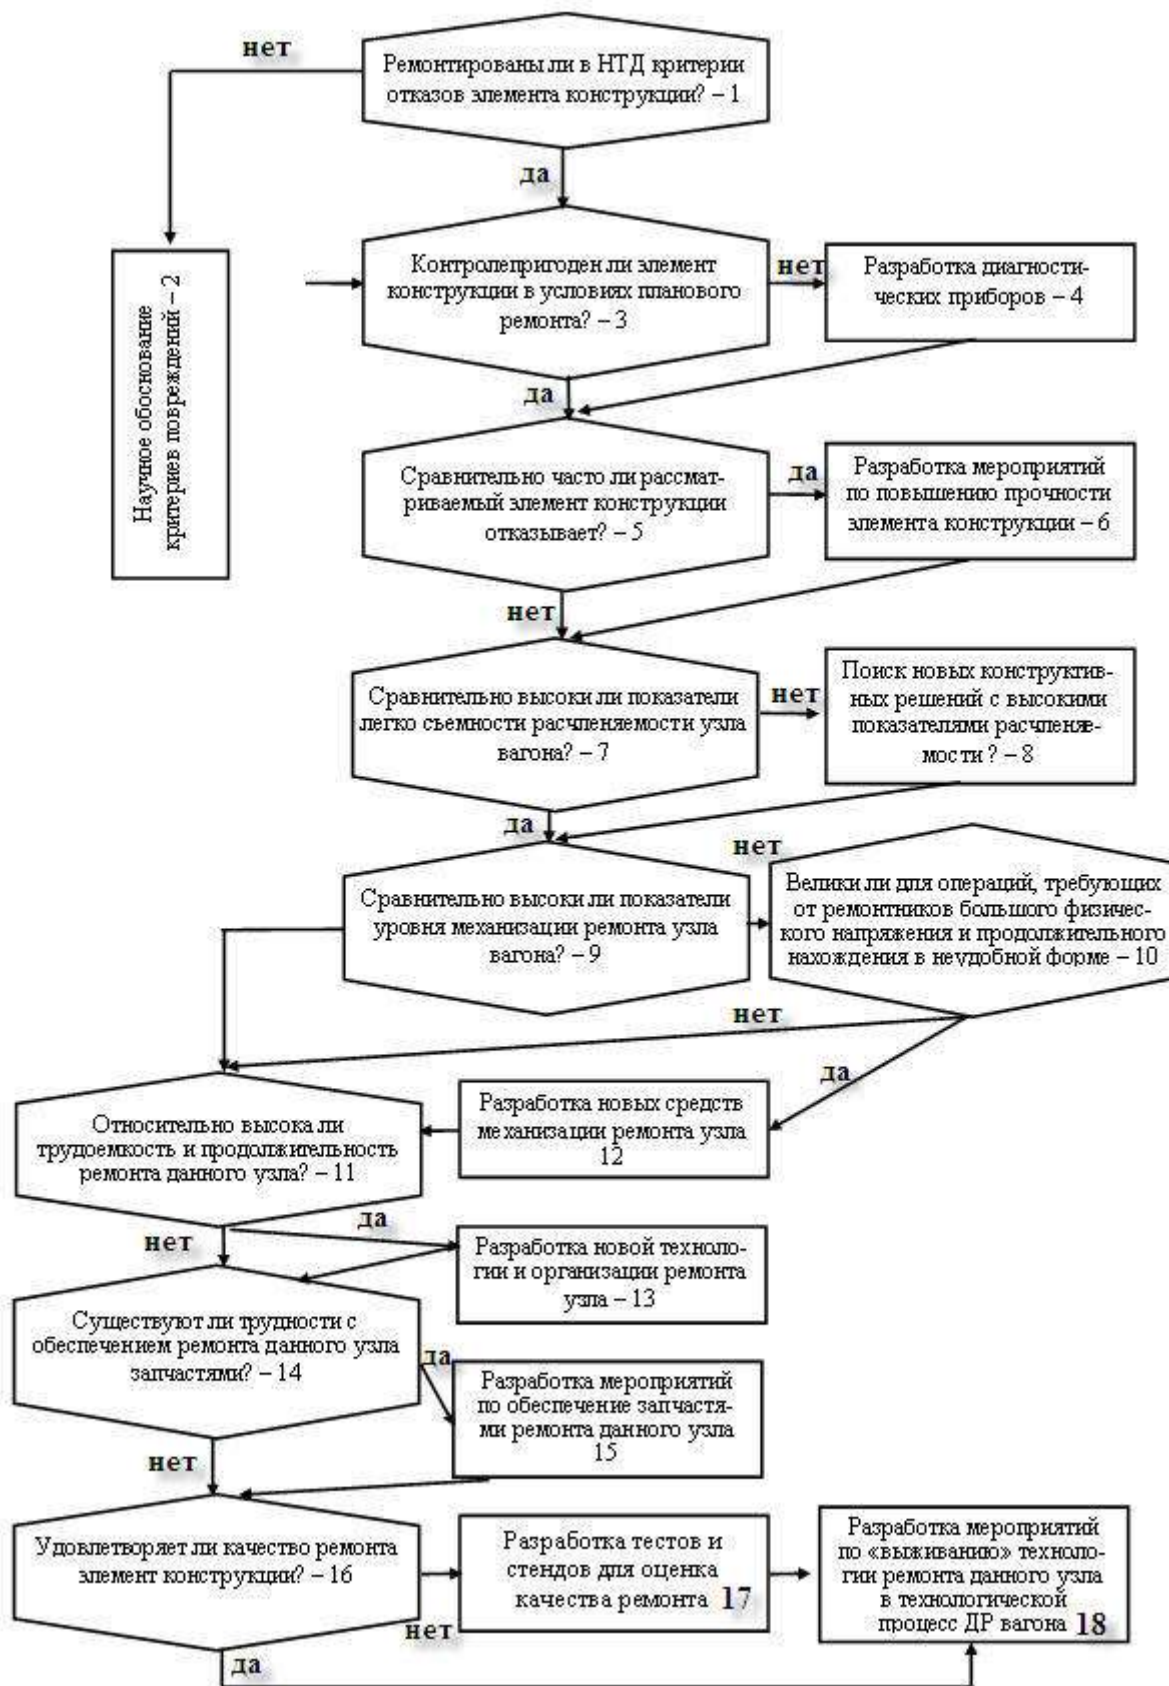 нет
Ремонтированы ли в НТД критерии
отказов элемента конструкции? – 1
да
Научное обоснование
критериев повреждений – 2
Контролепригоден ли элемент
конструкции в условиях планового
ремонта? – 3
нет
Разработка диагности-
ческих приборов – 4
да
Сравнительно часто ли рассмат-
риваемый элемент конструкции
отказывает? – 5
да
Разработка мероприятий
по повышению прочности
элемента конструкции – 6
нет
Сравнительно высоки ли показатели
легко съемности расчленяемости узла
вагона? – 7
нет
Поиск новых конструктив-
ных решений с высокими
показателями расчленяе-
мости ? – 8
да
Сравнительно высоки ли показатели
уровня механизации ремонта узла
вагона? – 9
нет
Велики ли для операций, требующих
от ремонтников большого физичес-
кого напряжения и продолжительного
нахождения в неудобной форме – 10
нет
да
Относительно высока ли
трудоемкость и продолжительность
ремонта данного узла? – 11
Разработка новых средств
механизации ремонта узла
12
да
нет
Разработка новой техноло-
гии и организации ремонта
узла – 13
Существуют ли трудности с
обеспечением ремонта данного узла
запчастями? – 14
да
Разработка мероприятий
по обеспечение запчастя-
ми ремонта данного узла
15
нет
Удовлетворяет ли качество ремонта
элемент конструкции? – 16
нет
Разработка тестов и
стендов для оценка
качества ремонта 17
Разработка мероприятий
по «выживанию» техноло-
гии ремонта данного узла
в технологической
процесс ДР вагона 18
да